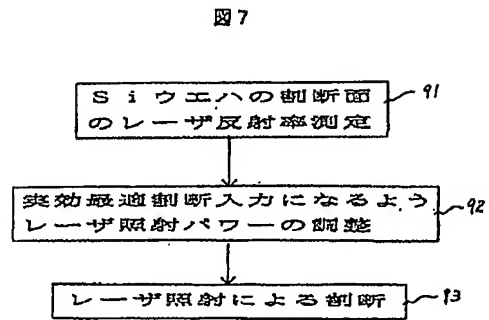 図7
Siウエハの割断面
91
のレーザ反射率測定
実効最適割断入力になるよう
92
レーザ照射パワーの調整
レーザ照射による割断
93